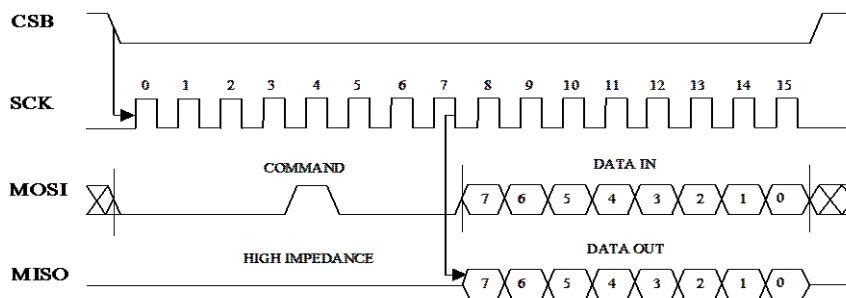 CSB
0 1 2 3 4 5 6 7 8 9 10 11 12 13 14 15
SCK
COMMAND DATA IN
MOSI 7 6 5 4 3 2 1 0
HIGH IMPEDANCE DATA OUT
MISO 7 6 5 4 3 2 1 0